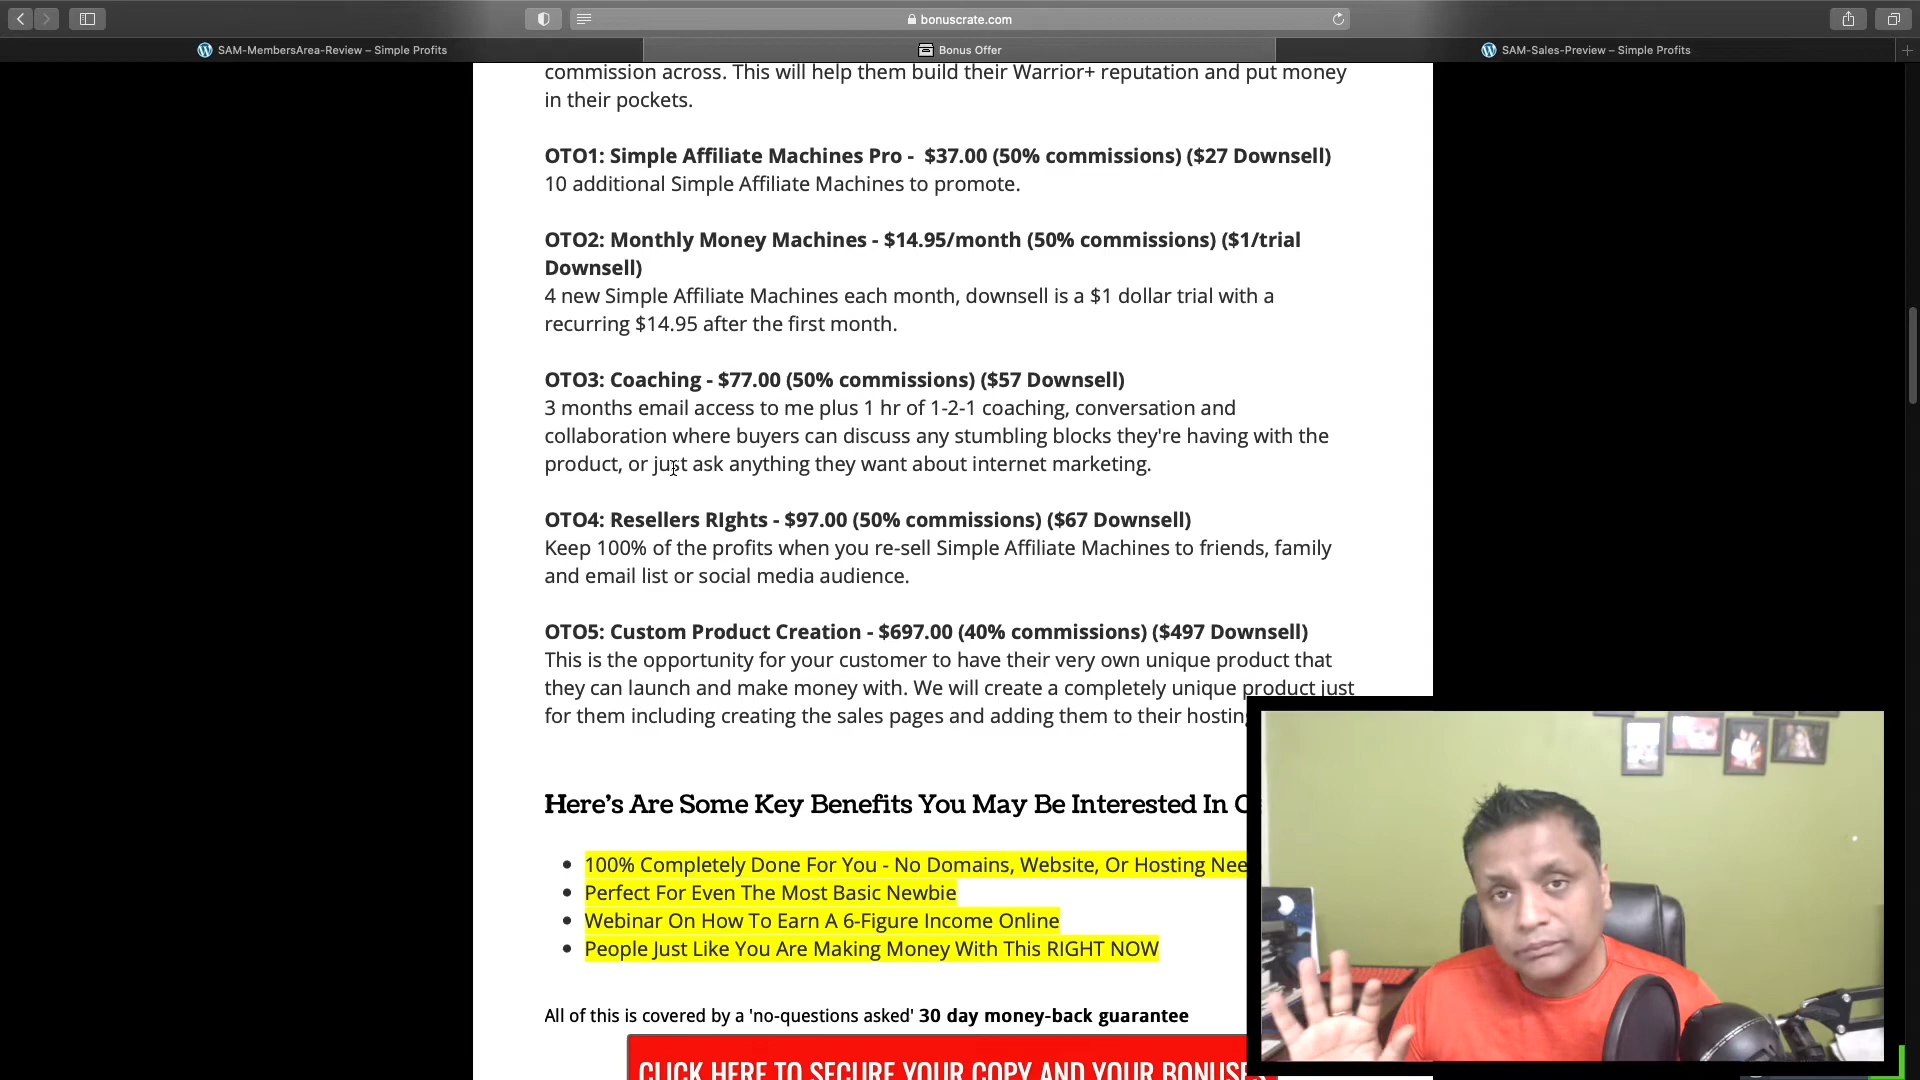 bonuscrate.com
SAM-MembersArea-Review – Simple Profits
Bonus Offer
SAM-Sales-Preview – Simple Profits
commission across. This will help them build their Warrior+ reputation and put money
in their pockets.
OTO1: Simple Affiliate Machines Pro - $37.00 (50% commissions) ($27 Downsell)
10 additional Simple Affiliate Machines to promote.
OTO2: Monthly Money Machines - $14.95/month (50% commissions) ($1/trial
Downsell)
4 new Simple Affiliate Machines each month, downsell is a $1 dollar trial with a
recurring $14.95 after the first month.
OTO3: Coaching - $77.00 (50% commissions) ($57 Downsell)
3 months email access to me plus 1 hr of 1-2-1 coaching, conversation and
collaboration where buyers can discuss any stumbling blocks they're having with the
product, or just ask anything they want about internet marketing.
OTO4: Resellers RIghts - $97.00 (50% commissions) ($67 Downsell)
Keep 100% of the profits when you re-sell Simple Affiliate Machines to friends, family
and email list or social media audience.
OTO5: Custom Product Creation - $697.00 (40% commissions) ($497 Downsell)
This is the opportunity for your customer to have their very own unique product that
they can launch and make money with. We will create a completely unique product just
for them including creating the sales pages and adding them to their hosting
Here's Are Some Key Benefits You May Be Interested In
100% Completely Done For You - No Domains, Website, Or Hosting Nee
Perfect For Even The Most Basic Newbie
Webinar On How To Earn A 6-Figure Income Online
People Just Like You Are Making Money With This RIGHT NOW
All of this is covered by a 'no-questions asked' 30 day money-back guarantee
CLICK HERE TO SECURE YOUR COPY AND YOUR BONUSES